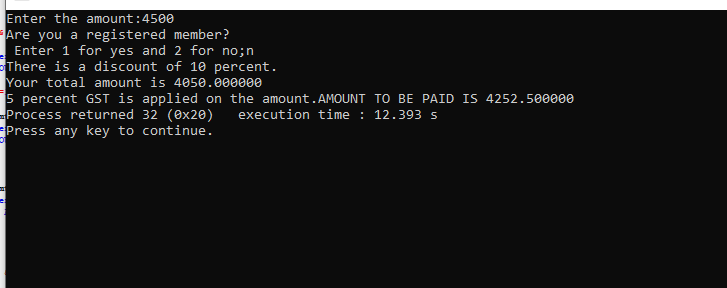 Enter the amount:4500
Are you a registered member?
 Enter 1 for yes and 2 for no;n
There is a discount of 10 percent.
Your total amount is 4050.000000
5 percent GST is applied on the amount.AMOUNT TO BE PAID IS 4252.500000
Process returned 32 (0x20)   execution time : 12.393 s
Press any key to continue.